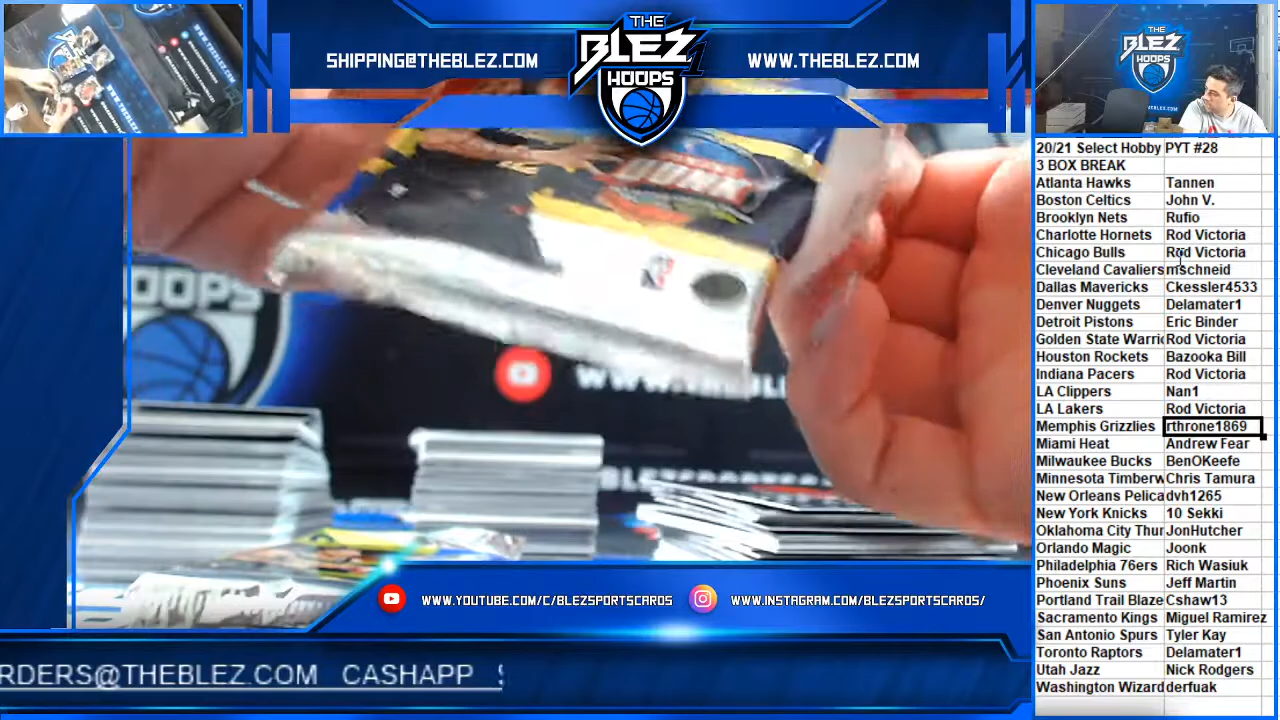 SHIPPING@THEBLEZ.COM
THE
BLEZ
HOOPS
WWW.THEBLEZ.COM
THE
BLEZ
HOOPS
DUNK
HOOPS
20/21 Select Hobby PYT #28
3 BOX BREAK
Atlanta Hawks Tannen
Boston Celtics John V.
Brooklyn Nets Rufio
Charlotte Hornets Rod Victoria
Chicago Bulls Rod Victoria
Cleveland Cavaliers mschneid
Dallas Mavericks Ckessler4533
Denver Nuggets Delamater1
Detroit Pistons Eric Binder
Golden State Warric Rod Victoria
Houston Rockets Bazooka Bill
Indiana Pacers Rod Victoria
LA Clippers Nan1
LA Lakers Rod Victoria
Memphis Grizzlies rthrone1869
Miami Heat Andrew Fear
Milwaukee Bucks BenOKeefe
Minnesota Timberw Chris Tamura
New Orleans Pelica dvh1265
New York Knicks 10 Sekki
Oklahoma City Thur JonHutcher
Orlando Magic Joonk
Philadelphia 76ers Rich Wasiuk
Phoenix Suns Jeff Martin
Portland Trail Blaze Cshaw13
Sacramento Kings Miguel Ramirez
San Antonio Spurs Tyler Kay
Toronto Raptors Delamater1
Utah Jazz Nick Rodgers
Washington Wizard derfuak
WWW.YOUTUBE.COM/C/BLEZSPORTSCARDS
WWW.INSTAGRAM.COM/BLEZSPORTSCARDS/
RDERS@THEBLEZ.COM CASHAPP